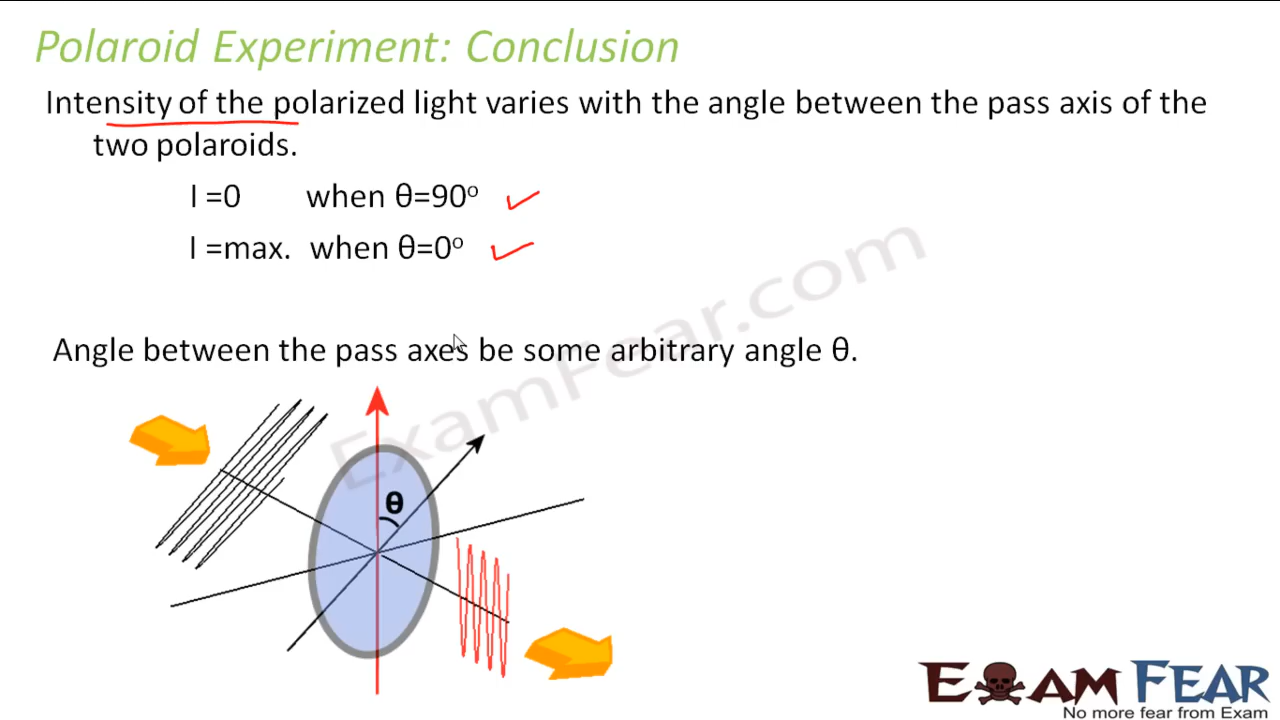 Polaroid Experiment: Conclusion
Intensity of the polarized light varies with the angle between the pass axis of the
two polaroids.
I =0 when θ=90º
I =max. when θ=0º
Angle between the pass axes be some arbitrary angle θ.
ExamFear.com
θ
EXAM FEAR
No more fear from Exam